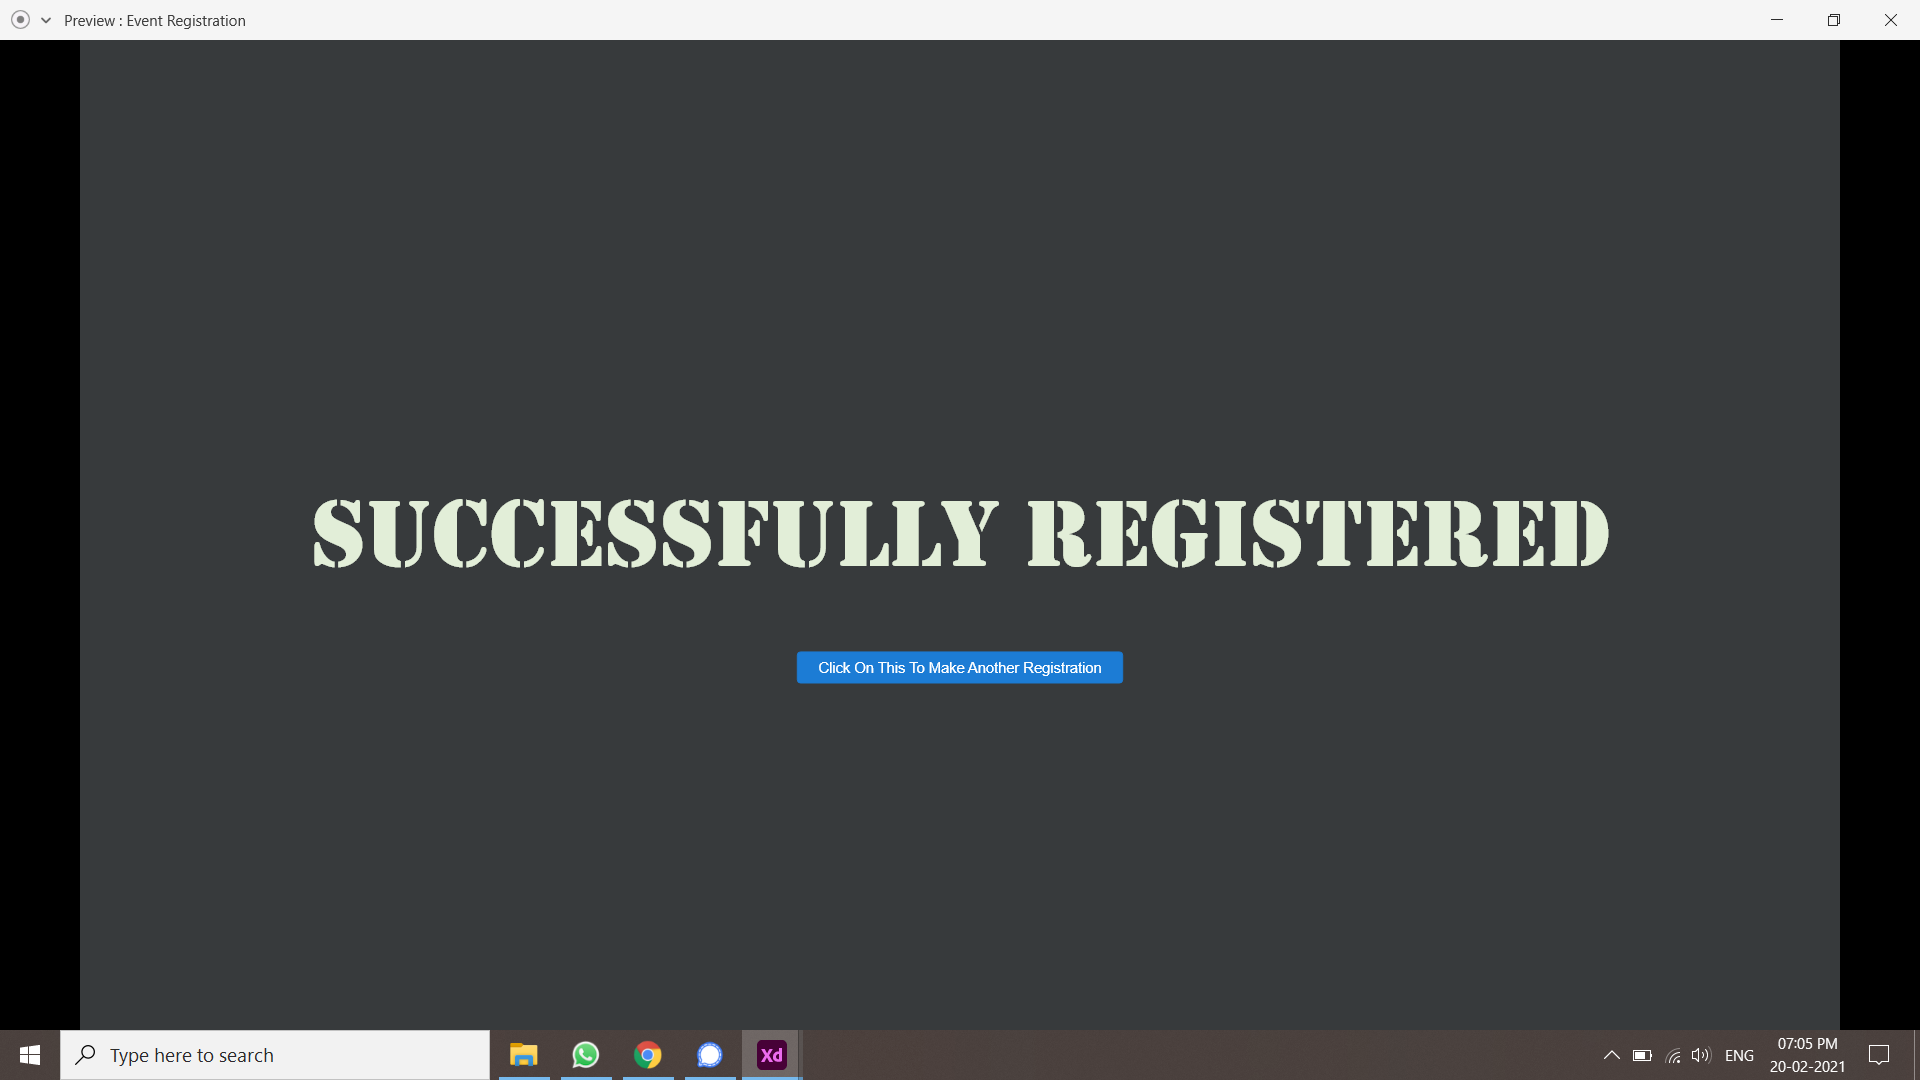 Preview : Event Registration
SUCCESSFULLY REGISTERED
Click On This To Make Another Registration
Type here to search
Xd
ENG
07:05 PM
20-02-2021